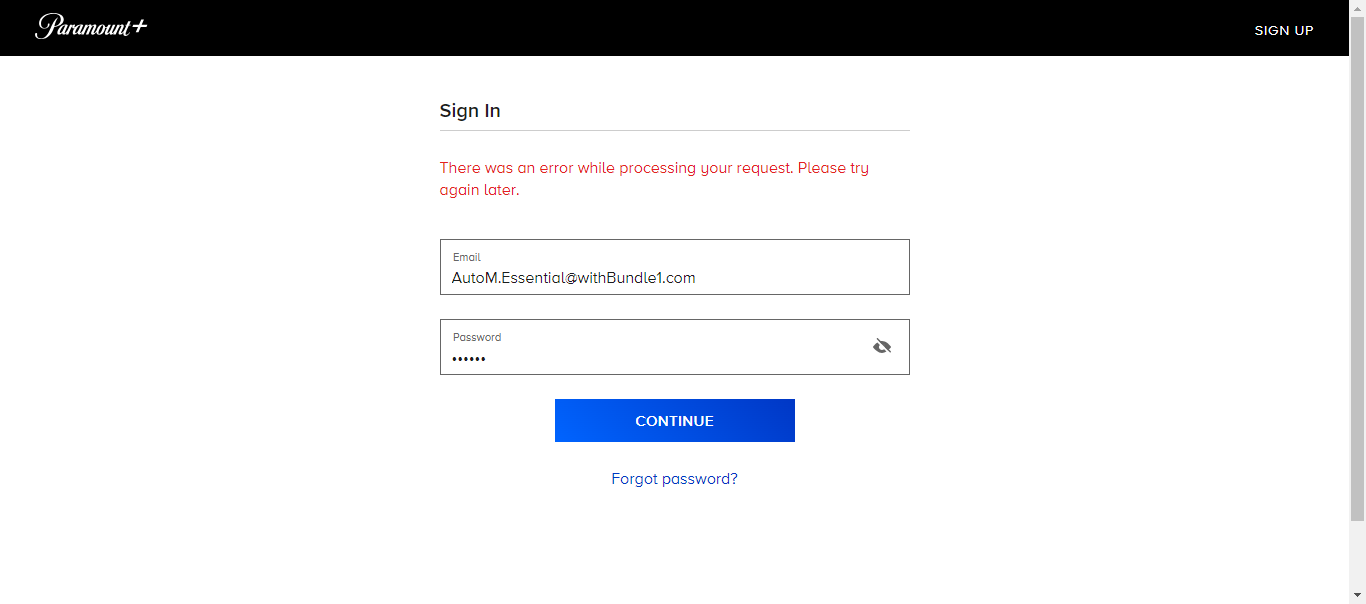 Paramount+
SIGN UP
Sign In
There was an error while processing your request. Please try
again later.
Email
AutoM.Essential@withBundle1.com
Password
••••••
CONTINUE
Forgot password?